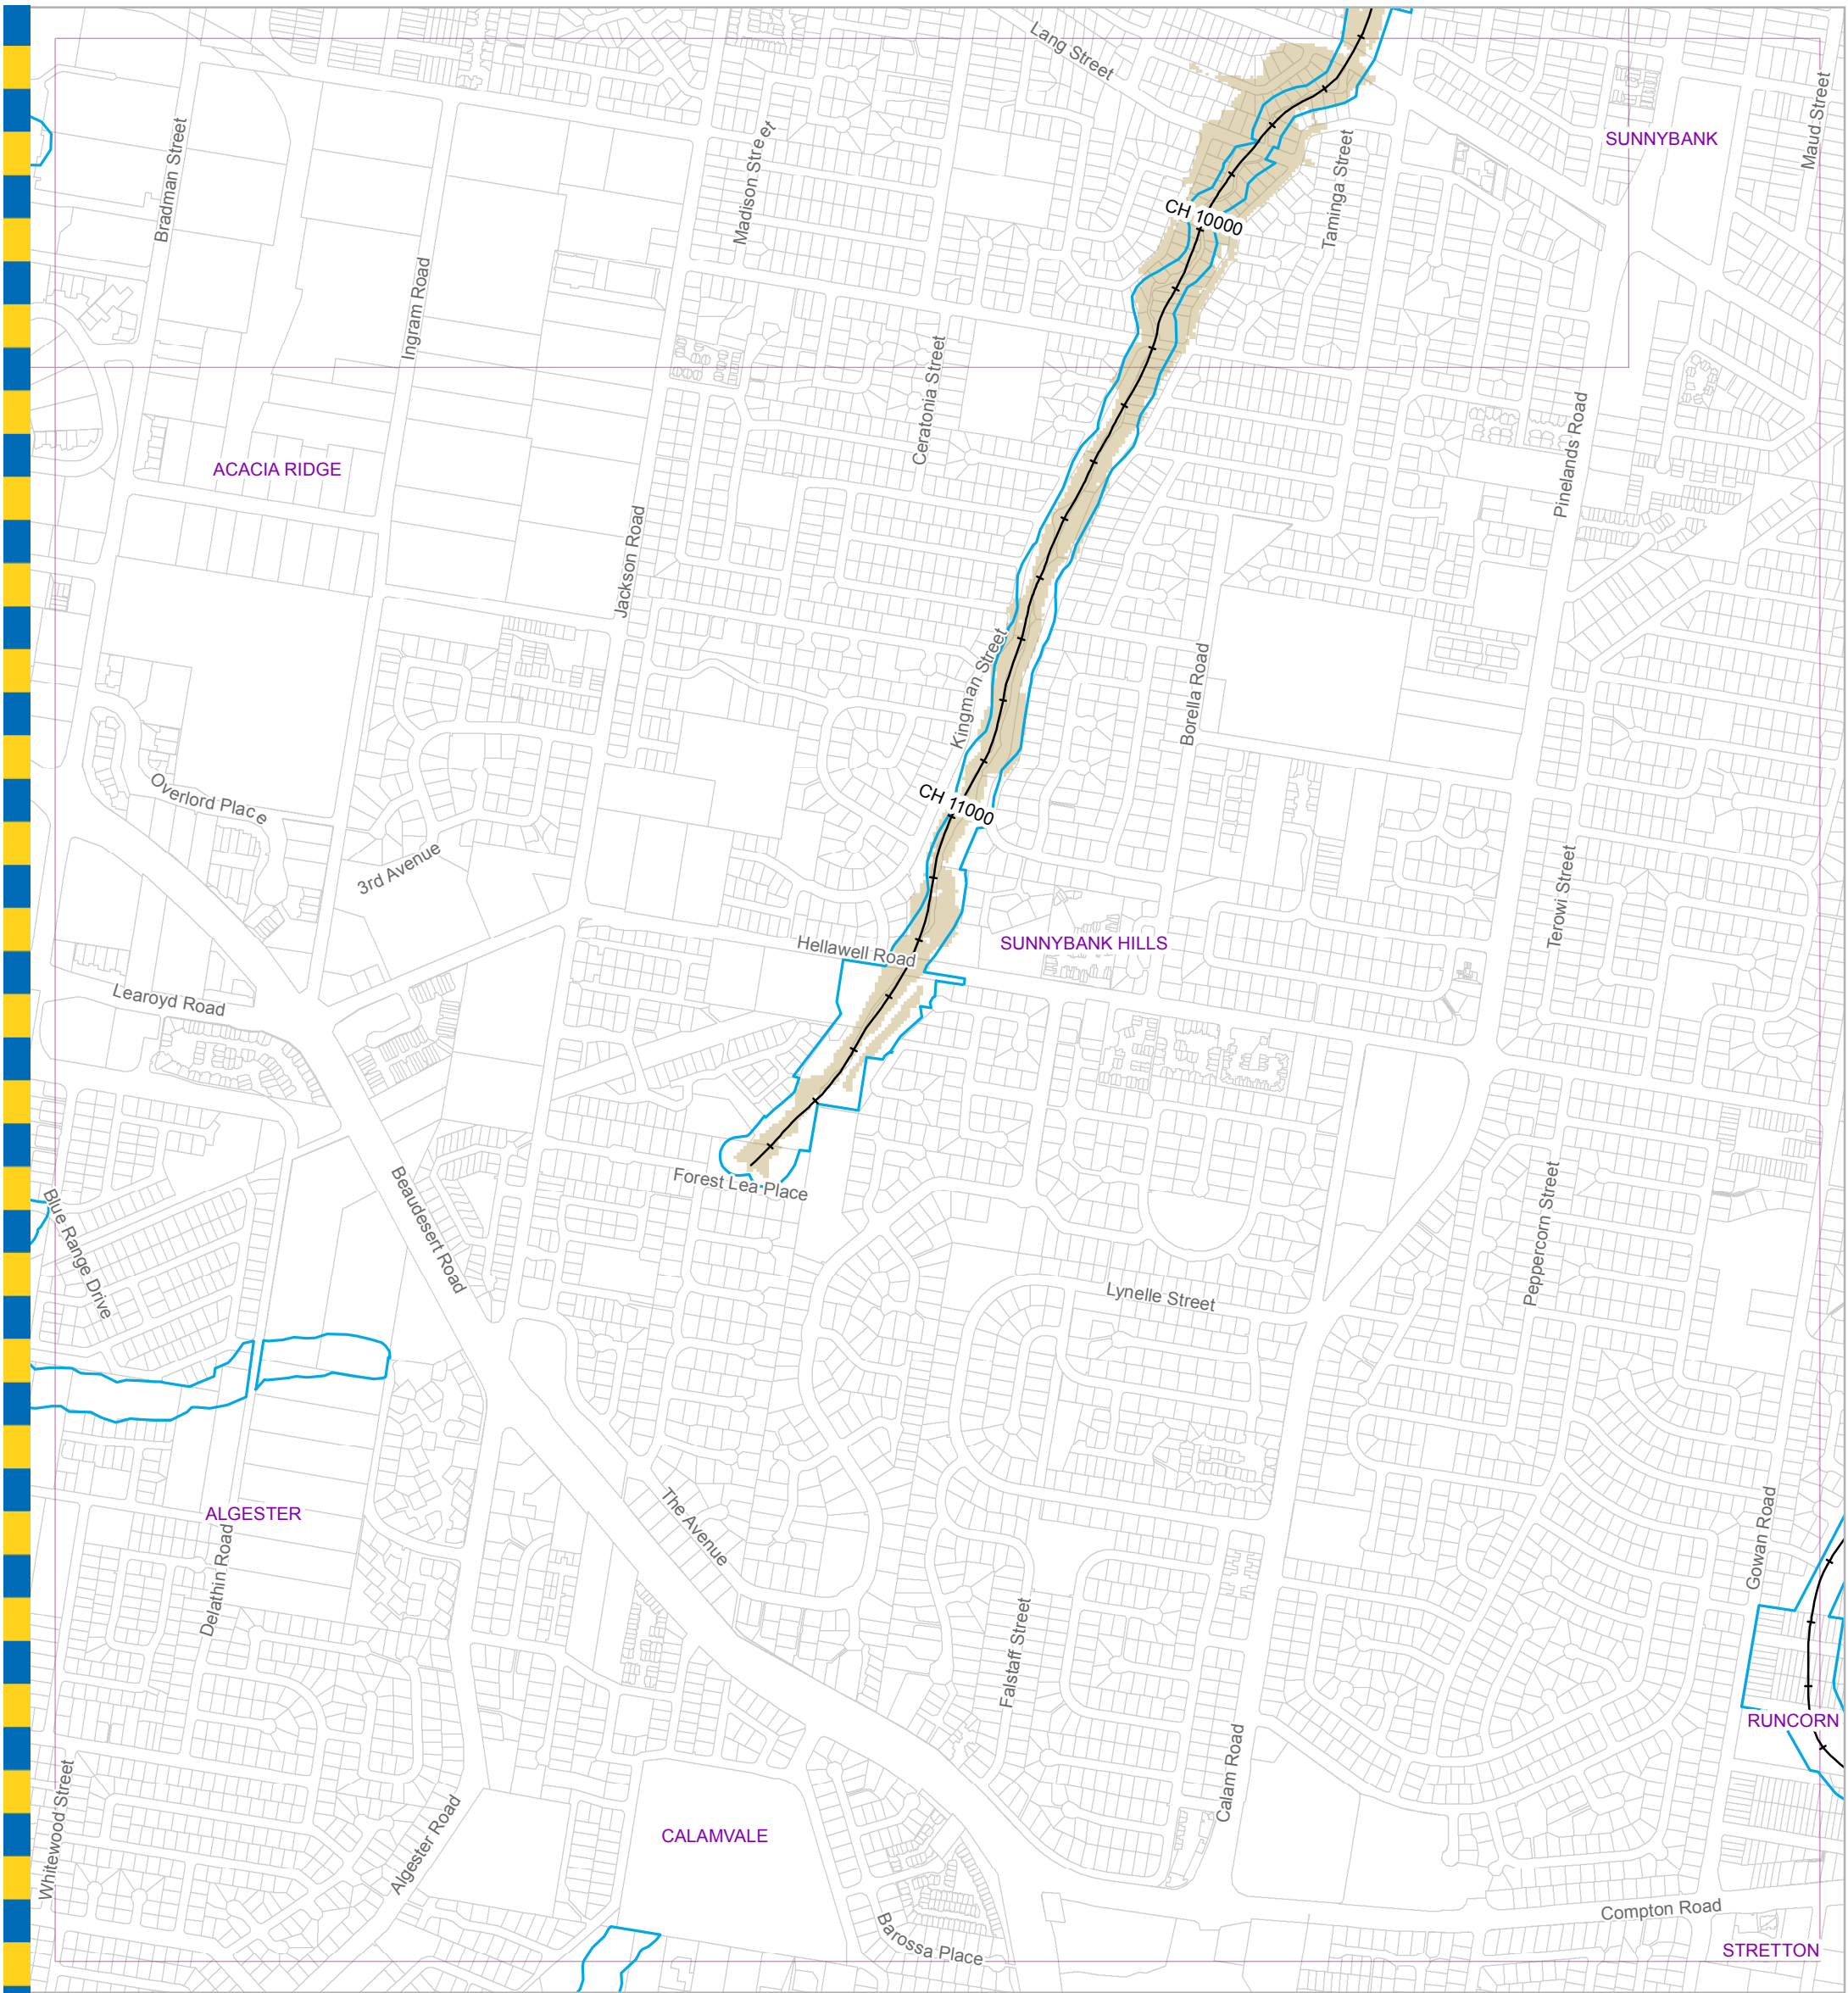 Lang Street
SUNNYBANK
Maud Street
Bradman Street
Madison Street
Taminga Street
CH 10000
Ingram Road
Ceratonia Street
Pinelands Road
ACACIA RIDGE
Jackson Road
Kingman Street
Borella Road
Overlord Place
CH 11000
3rd Avenue
Terowi Street
Hellawell Road
SUNNYBANK HILLS
Learoyd Road
Forest Lea Place
Blue Range Drive
Beaudesert Road
Peppercorn Street
Lynelle Street
ALGESTER
The Avenue
Delathin Road
Gowan Road
Falstaff Street
RUNCORN
Whitewood Street
Algester Road
Calam Road
CALAMVALE
Compton Road
Barossa Place
STRETTON